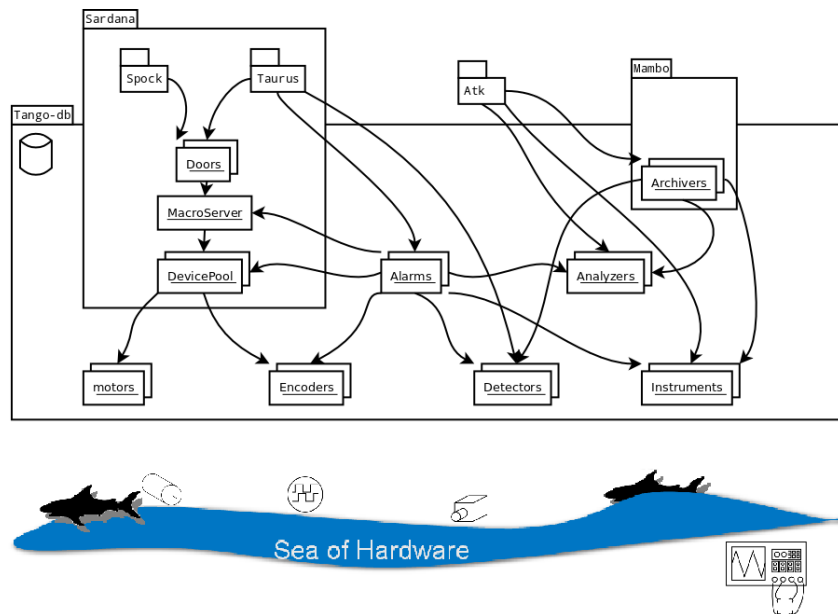 Sardana
Spock
Taurus
Atk
Mambo
Tango-db
Doors
Archivers
MacroServer
DevicePool
Alarms
Analyzers
motors
Encoders
Detectors
Instruments
Sea of Hardware